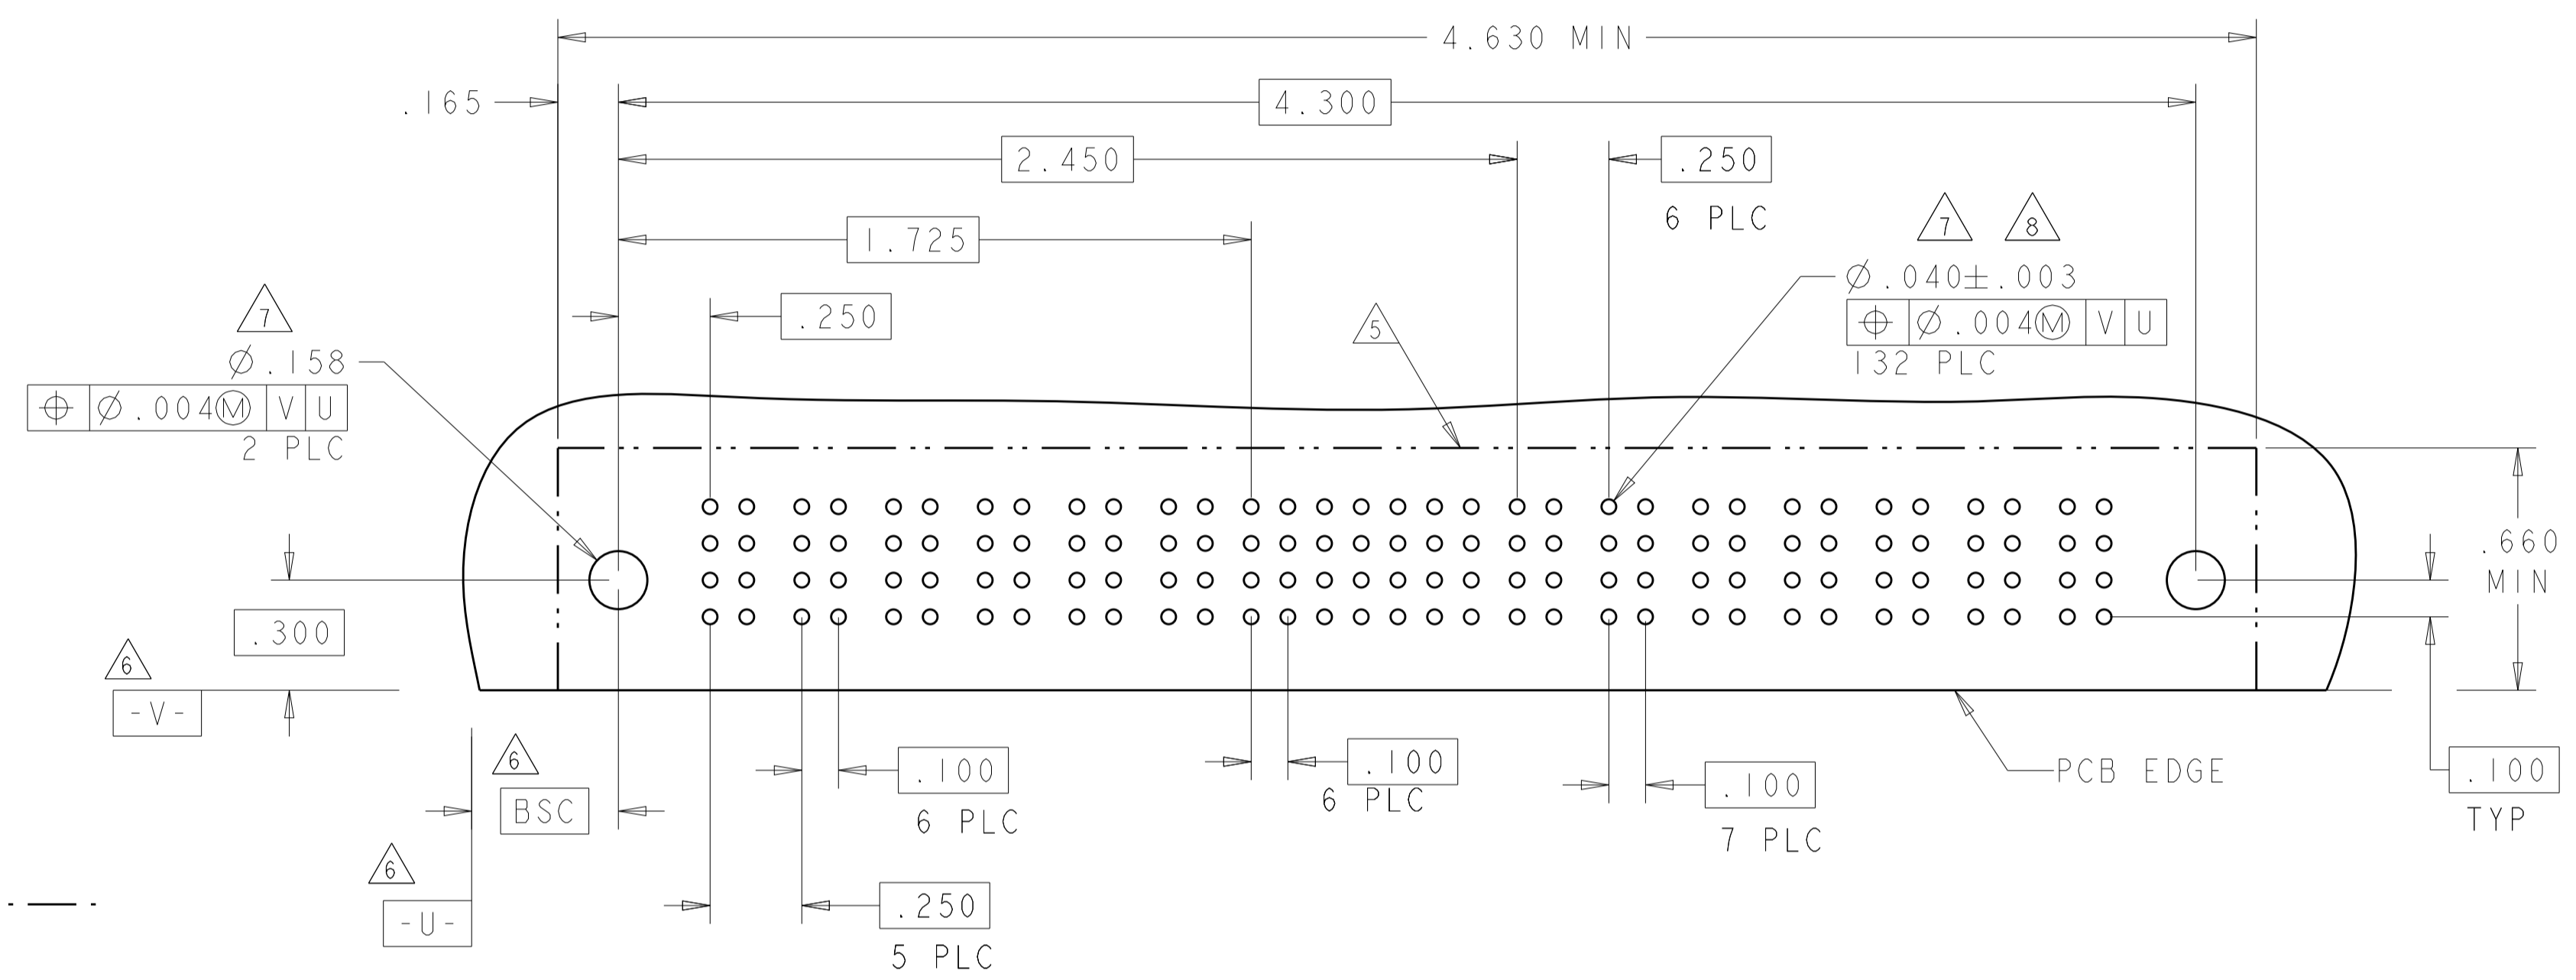 4.630 MIN
.165
4.300
2.450
.250
6 PLC
1.725
7 8
Ø.040±.003
⌖ Ø.004Ⓜ V U
132 PLC
.250
7
Ø.158
⌖ Ø.004Ⓜ V U
2 PLC
5
.660
MIN
.300
6
-V-
6
BSC
.100
6 PLC
.100
6 PLC
.100
7 PLC
PCB EDGE
.100
TYP
6
-U-
.250
5 PLC